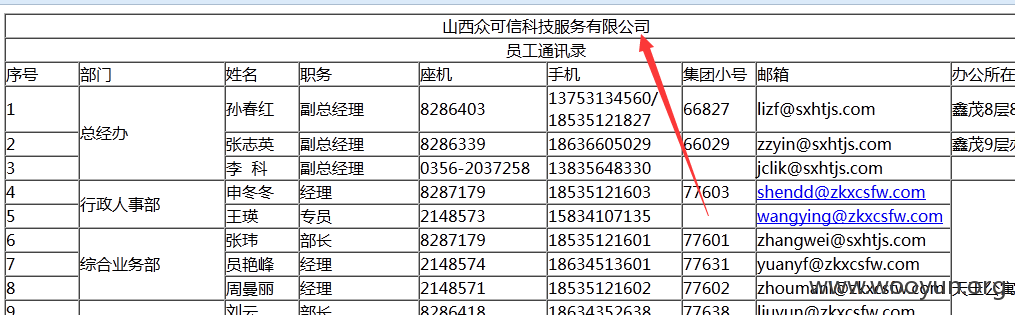 山西众可信科技服务有限公司
员工通讯录
序号 部门 姓名 职务 座机 手机 集团小号 邮箱 办公所在
1 总经办 孙春红 副总经理 8286403 13753134560/ 66827 lizf@sxhtjs.com 鑫茂8层8
18535121827
2 张志英 副总经理 8286339 18636605029 66029 zzyin@sxhtjs.com 鑫茂9层
3 李 科 副总经理 0356-2037258 13835648330 jclik@sxhtjs.com
4 行政人事部 申冬冬 经理 8287179 18535121603 77603 shendd@zkxcsfw.com
5 王瑛 专员 2148573 15834107135 wangying@zkxcsfw.com
6 综合业务部 张玮 部长 8287179 18535121601 77601 zhangwei@sxhtjs.com
7 员艳峰 经理 2148574 18634513601 77631 yuanyf@zkxcsfw.com
8 周曼丽 经理 2148571 18535121602 77602 zhouml@zkxcsfw.com
9 刘云 部长 8286418 18634352638 77638 liuyun@zkxcsfw.com
www.wooyun.org